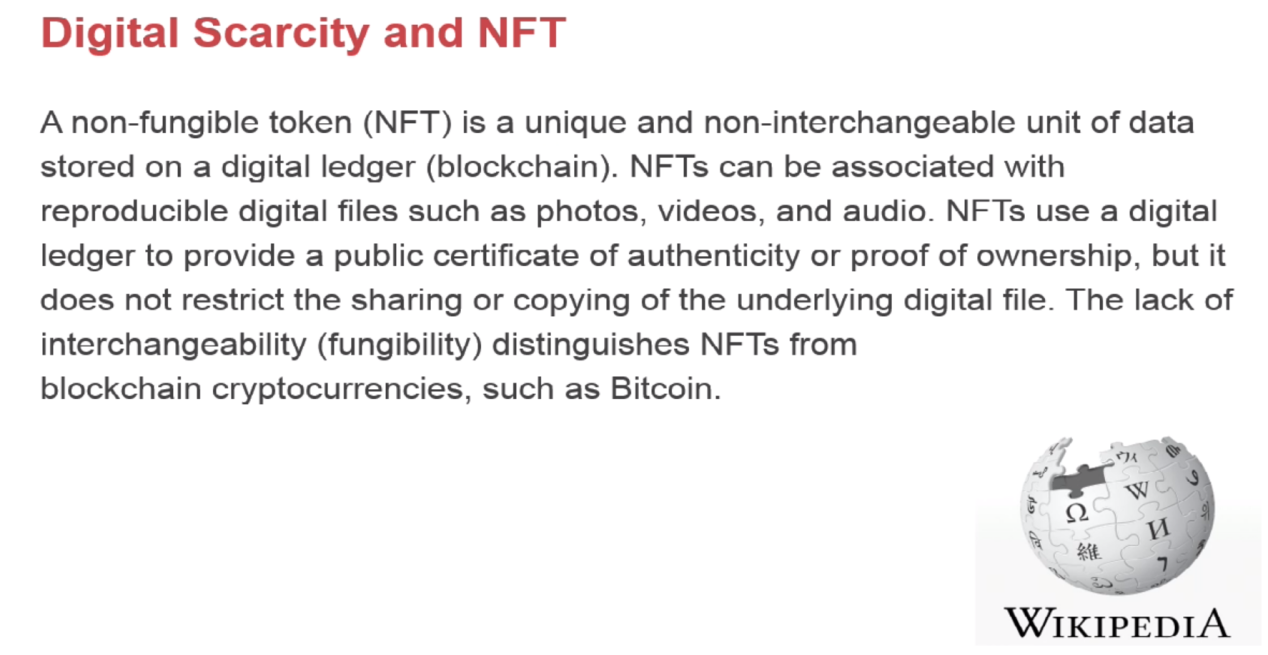 Digital Scarcity and NFT
A non-fungible token (NFT) is a unique and non-interchangeable unit of data
stored on a digital ledger (blockchain). NFTs can be associated with
reproducible digital files such as photos, videos, and audio. NFTs use a digital
ledger to provide a public certificate of authenticity or proof of ownership, but it
does not restrict the sharing or copying of the underlying digital file. The lack of
interchangeability (fungibility) distinguishes NFTs from
blockchain cryptocurrencies, such as Bitcoin.
ウィ
Ω W
維 И
WIKIPEDIA